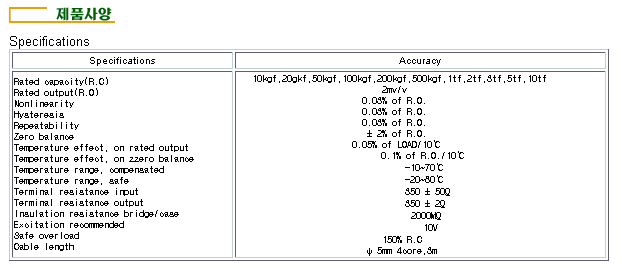 제품사양
Specifications
Specifications Accuracy
Rated capacity(R.C) 10kgf,20gkf,50kgf,100kgf,200kgf,500kgf,1tf,2tf,3tf,5tf,10tf
Rated output(R.O) 2mv/v
Nonlinearity 0.03% of R.O.
Hysteresis 0.03% of R.O.
Repeatability 0.03% of R.O.
Zero balance ± 2% of R.O.
Temperature effect, on rated output 0.05% of LOAD/10℃
Temperature effect, on zzero balance 0.1% of R.O./10℃
Temperature range, compensated -10~70℃
Temperature range, safe -20~80℃
Terminal resistance input 350 ± 50Ω
Terminal resistance output 350 ± 2Ω
Insulation resistance bridge/case 2000MΩ
Excitation recommended 10V
Safe overload 150% R.C
Cable length ψ 5mm 4core,3m